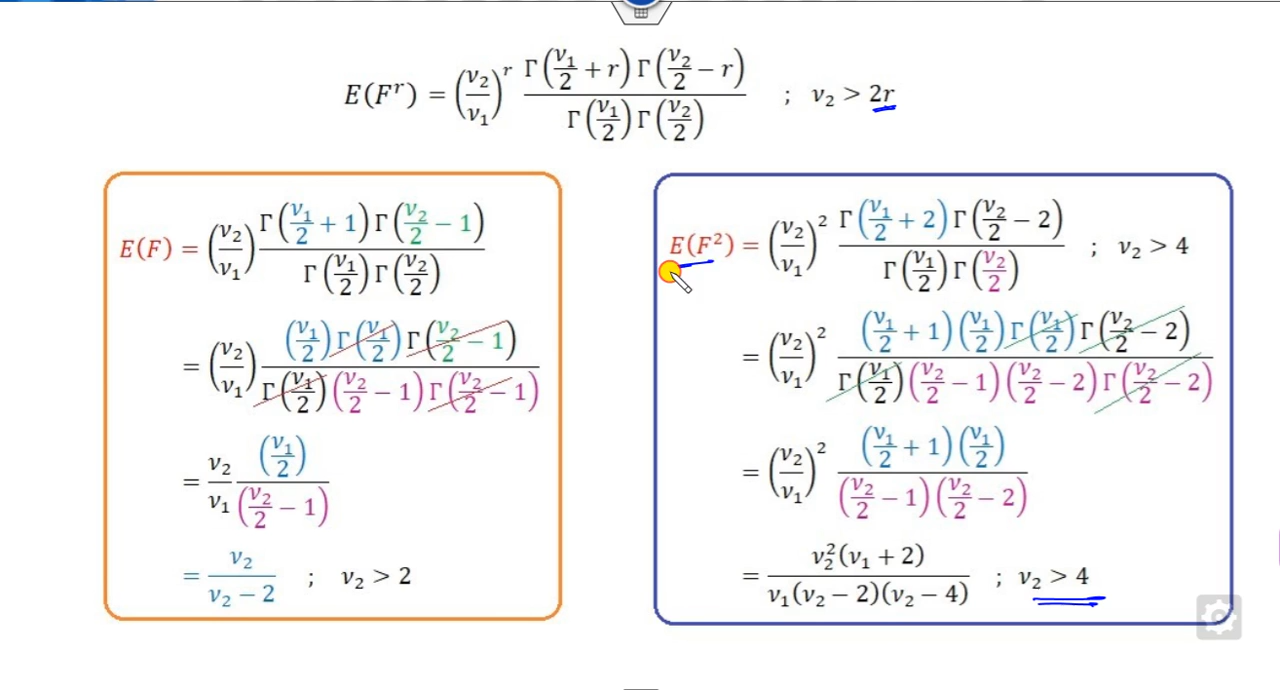 E(F^r) = (ν₂/ν₁)^r Γ(ν₁/2 + r) Γ(ν₂/2 − r) / Γ(ν₁/2) Γ(ν₂/2) ; ν₂ > 2r
E(F) = (ν₂/ν₁) Γ(ν₁/2 + 1) Γ(ν₂/2 − 1) / Γ(ν₁/2) Γ(ν₂/2)
= (ν₂/ν₁) (ν₁/2) Γ(ν₁/2) Γ(ν₂/2 − 1) / Γ(ν₁/2) (ν₂/2 − 1) Γ(ν₂/2 − 1)
= ν₂/ν₁ (ν₁/2) / (ν₂/2 − 1)
= ν₂ / ν₂ − 2 ; ν₂ > 2
E(F²) = (ν₂/ν₁)² Γ(ν₁/2 + 2) Γ(ν₂/2 − 2) / Γ(ν₁/2) Γ(ν₂/2) ; ν₂ > 4
= (ν₂/ν₁)² (ν₁/2 + 1) (ν₁/2) Γ(ν₁/2) Γ(ν₂/2 − 2) / Γ(ν₁/2) (ν₂/2 − 1) (ν₂/2 − 2) Γ(ν₂/2 − 2)
= (ν₂/ν₁)² (ν₁/2 + 1) (ν₁/2) / (ν₂/2 − 1) (ν₂/2 − 2)
= ν₂²(ν₁ + 2) / ν₁(ν₂ − 2)(ν₂ − 4) ; ν₂ > 4